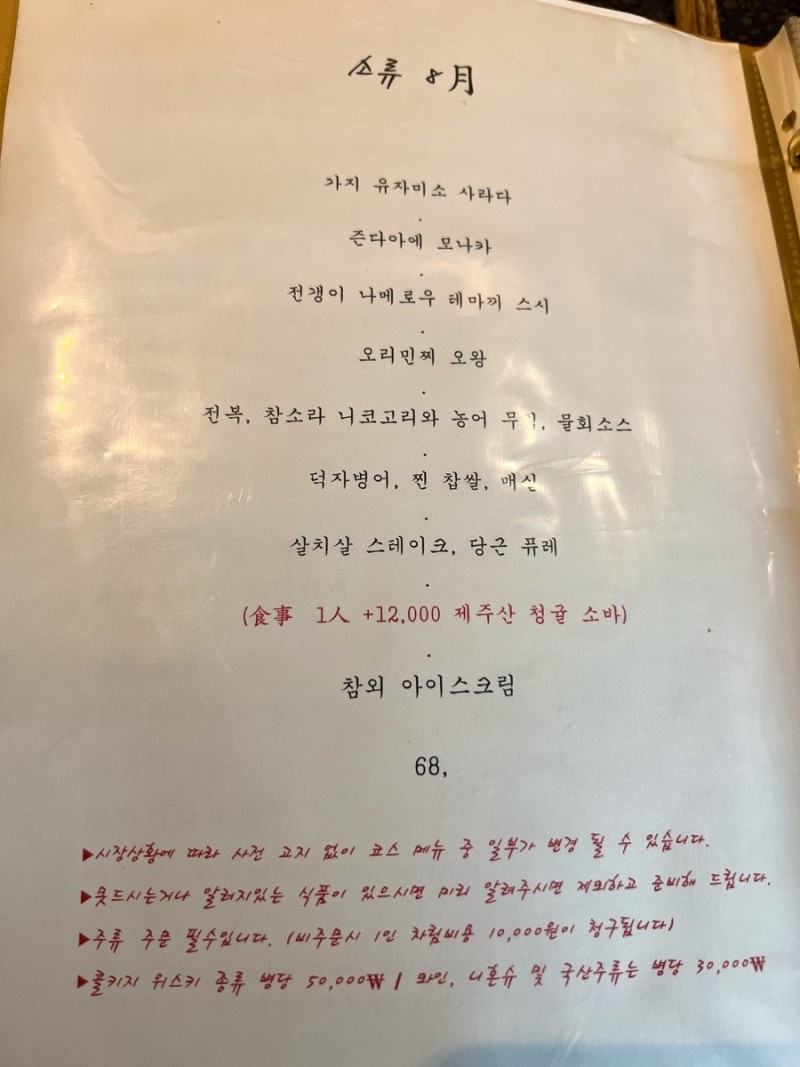 소류 8月
가지 유자미소 사라다
.
즌다아에 모나카
.
전갱이 나메로우 테마끼 스시
.
오리민찌 오왕
.
전복, 참소라 니코고리와 농어 , 물회소스
.
덕자병어, 찐 찹쌀, 매실
.
살치살 스테이크, 당근 퓨레
.
(食事 1人 +12,000 제주산 청귤 소바)
.
참외 아이스크림
68,
▶시장상황에 따라 사전 고지 없이 코스 메뉴 중 일부가 변경 될 수 있습니다.
▶못드시는거나 알러지있는 식품이 있으시면 미리 알려주시면 제외하고 준비해 드립니다.
▶주류 주문 필수입니다. (비주문시 1인 차림비용 10,000원이 청구됩니다)
▶콜키지 위스키 종류 병당 50,000₩ / 와인, 니혼슈 및 국산주류는 병당 30,000₩